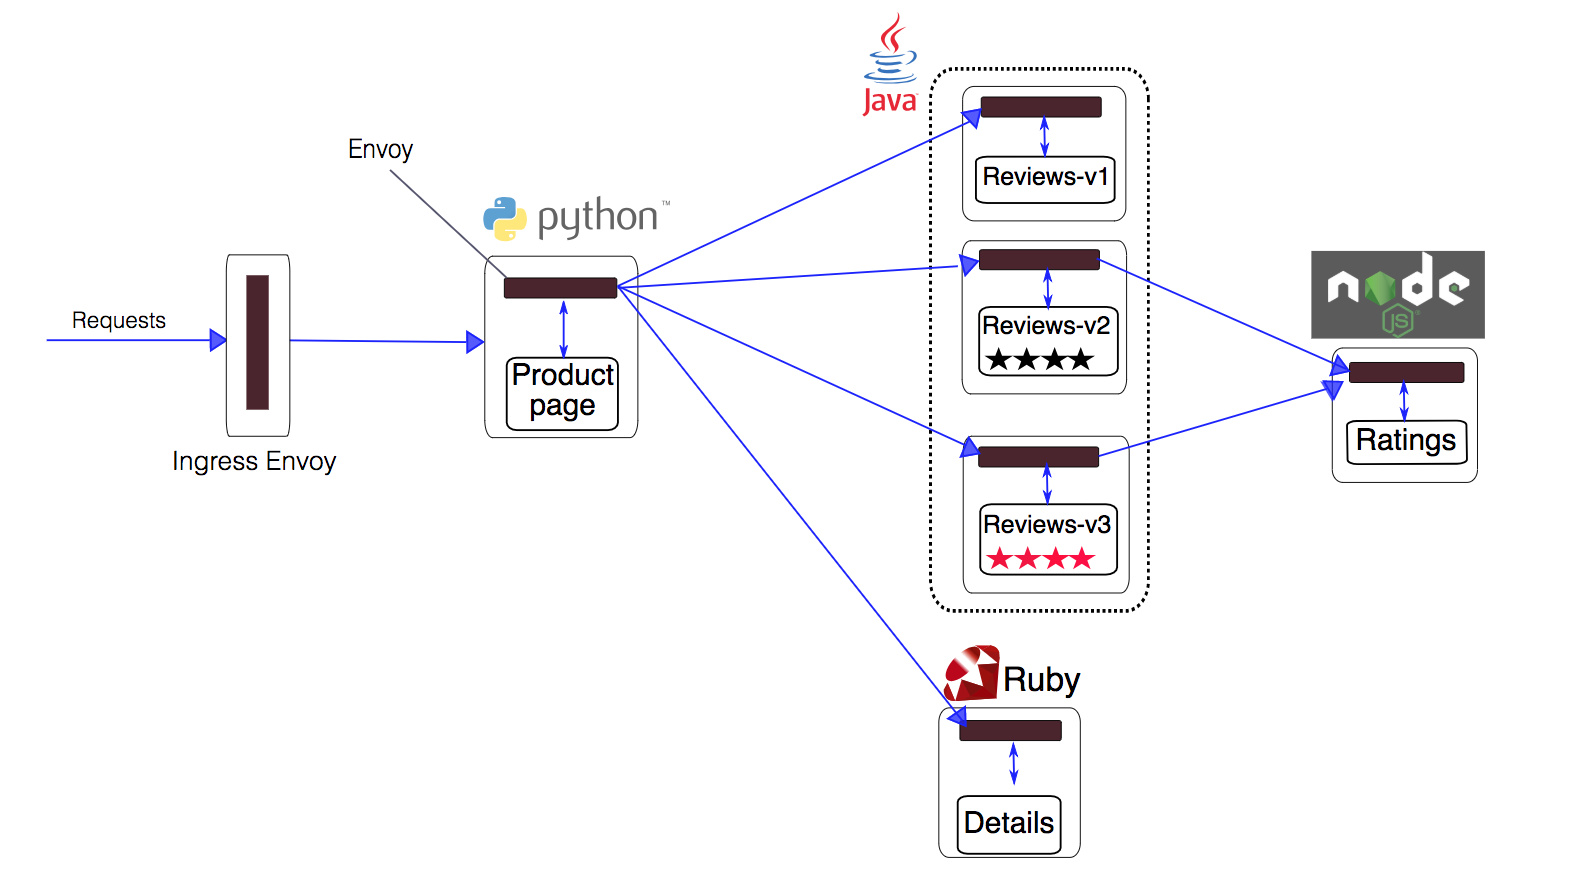 Java
Envoy
python™
Reviews-v1
Requests
Product
page
Reviews-v2
node
JS
Ingress Envoy
Ratings
Reviews-v3
Ruby
Details